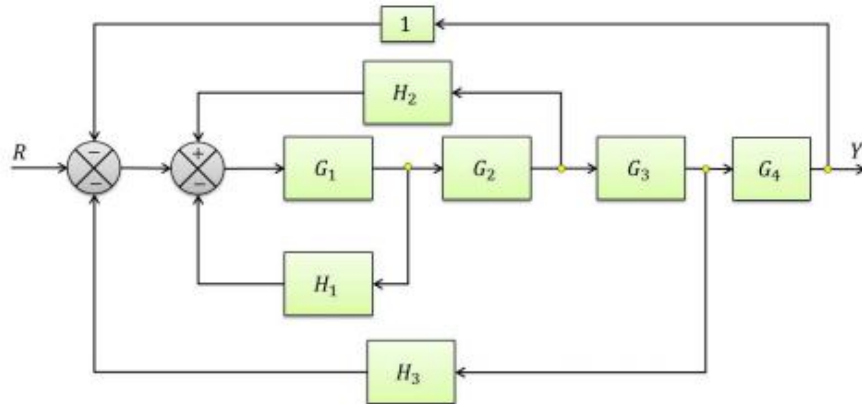 1
H₂
R
− −
+ −
G₁
G₂
G₃
G₄
Y
H₁
H₃